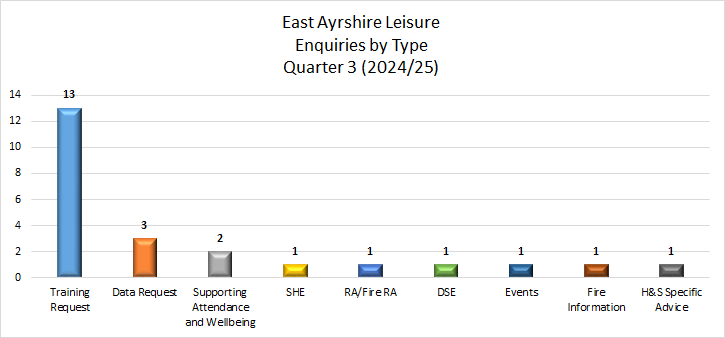 East Ayrshire Leisure
Enquiries by Type
Quarter 3 (2024/25)
14
12
10
8
6
4
2
0
13
3
2
1
1
1
1
1
1
Training
Request
Data Request
Supporting
Attendance
and Wellbeing
SHE
RA/Fire RA
DSE
Events
Fire
Information
H&S Specific
Advice